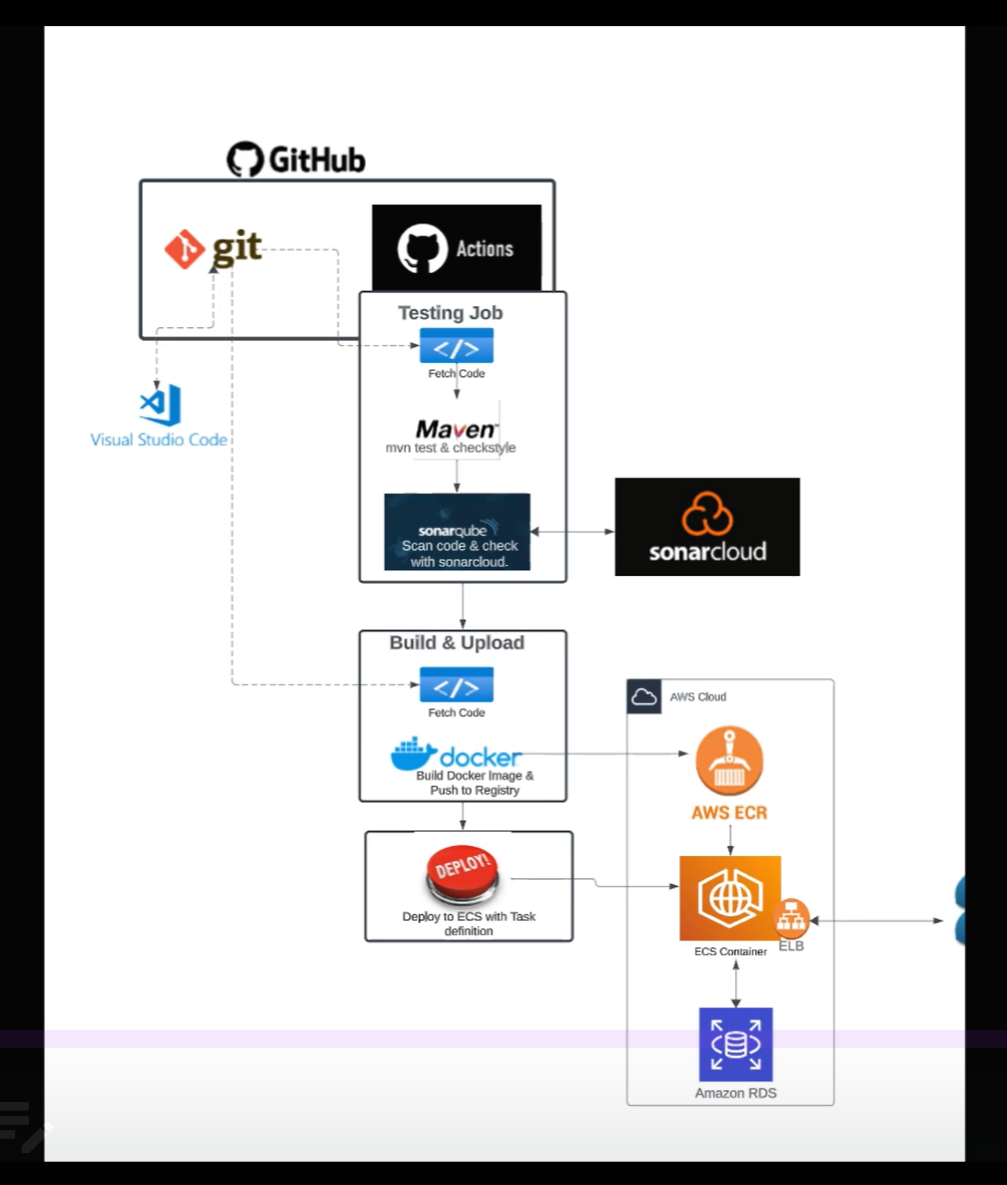 GitHub
git
Actions
Testing Job
</>
Fetch Code
Visual Studio Code
Maven
mvn test & checkstyle
sonarqube
Scan code & check
with sonarcloud.
sonarcloud
Build & Upload
</>
Fetch Code
docker
Build Docker Image &
Push to Registry
AWS Cloud
AWS ECR
DEPLOY!
Deploy to ECS with Task
definition
ECS Container
ELB
Amazon RDS